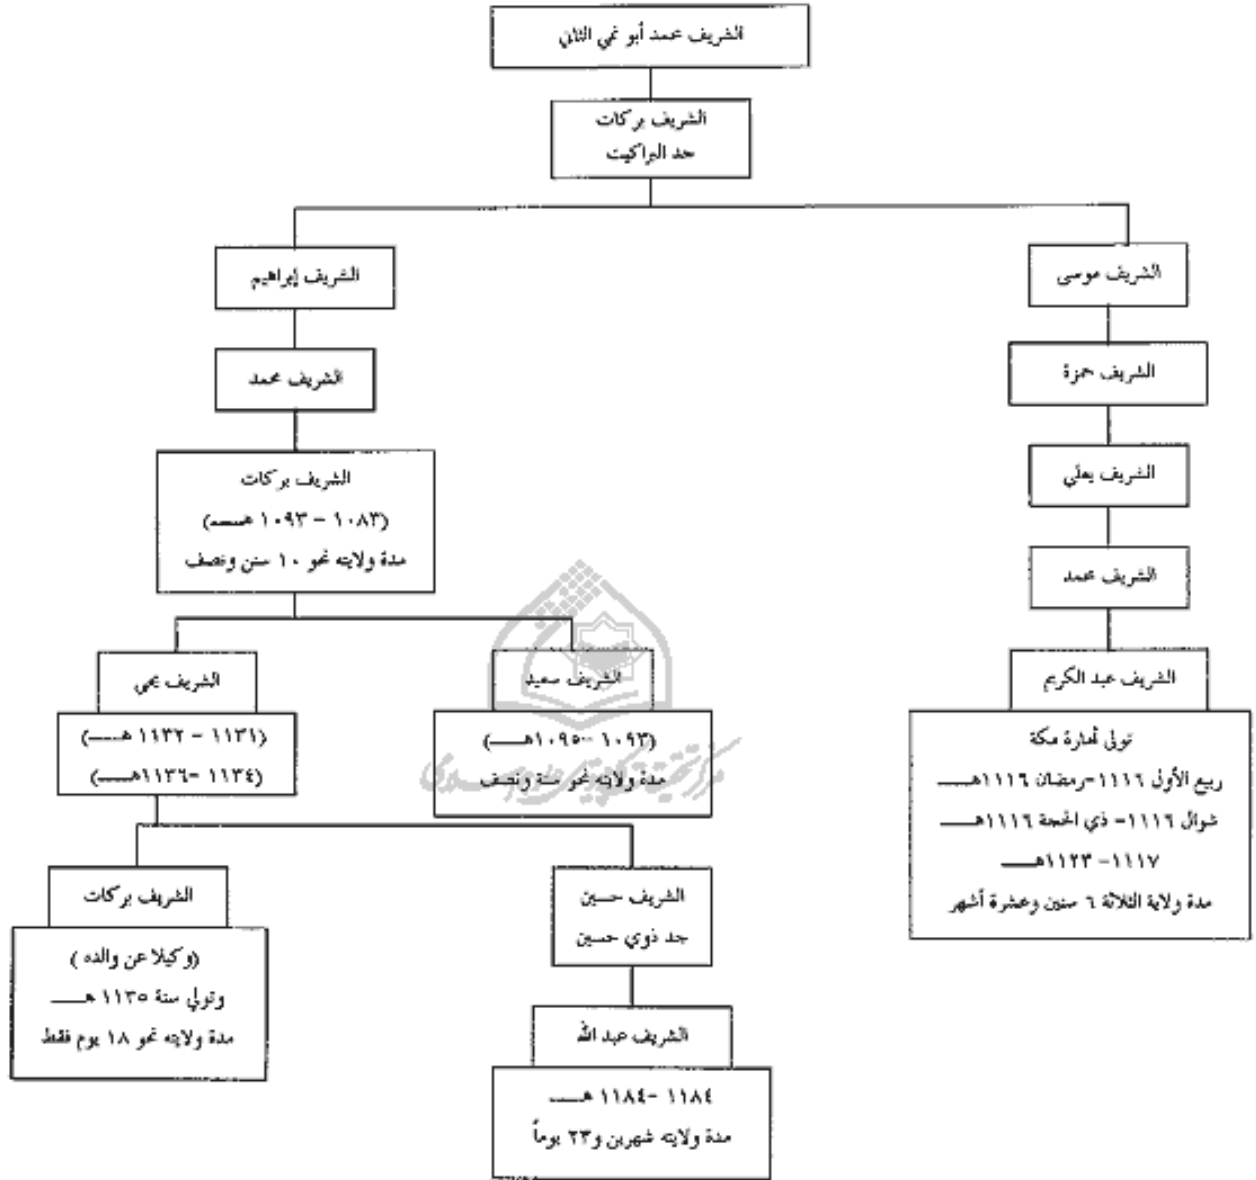 الشريف محمد أبو نمي الثاني
الشريف بركات
جد البراكيت
الشريف موسى
الشريف إبراهيم
الشريف حمزة
الشريف محمد
الشريف يعلي
الشريف بركات
(١٠٨٣ – ١٠٩٣ هـ)
مدة ولايته نحو ١٠ سنن ونصف
الشريف محمد
الشريف عبد الكريم
تولى أمارة مكة
ربيع الأول ١١١٦-رمضان ١١١٦هـ
شوال ١١١٦- ذي الحجة ١١١٦هـ
١١١٧- ١١٢٣هـ
مدة ولاية الثلاثة ٦ سنين وعشرة أشهر
الشريف سعيد
(١٠٩٣ -١٠٩٥هـ)
مدة ولايته نحو سنة ونصف
الشريف يحي
(١١٣١ – ١١٣٢ هـ)
(١١٣٤ -١١٣٦هـ)
الشريف حسين
جد ذوي حسين
الشريف بركات
(وكيلا عن والده )
وتولي سنة ١١٣٥ هـ
مدة ولايته نحو ١٨ يوم فقط
الشريف عبد الله
١١٨٤ -١١٨٤ هـ
مدة ولايته شهرين و٢٣ يوماً